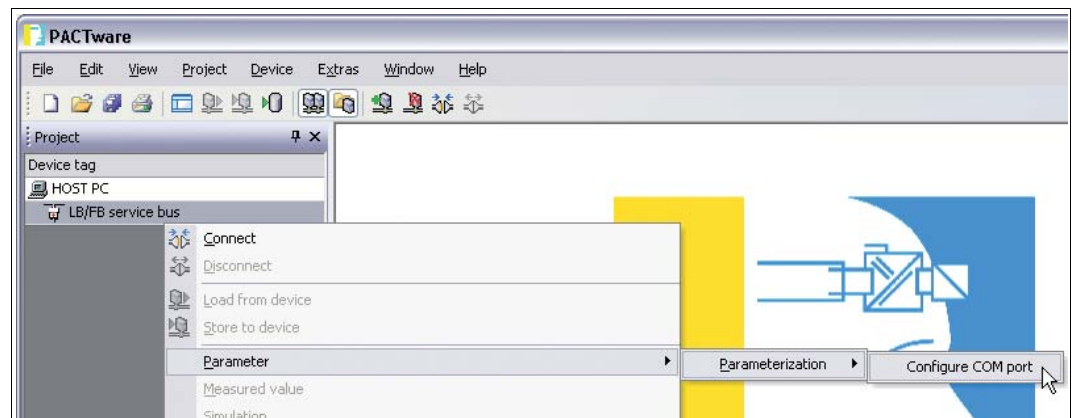 PACTware
File Edit View Project Device Extras Window Help
Project
Device tag
HOST PC
LB/FB service bus
Connect
Disconnect
Load from device
Store to device
Parameter Parameterization Configure COM port
Measured value
Simulation